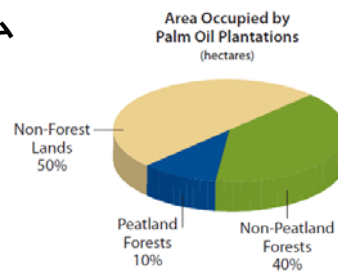 Area Occupied by
Palm Oil Plantations
(hectares)
Non-Forest
Lands
50%
Peatland
Forests
10%
Non-Peatland
Forests
40%